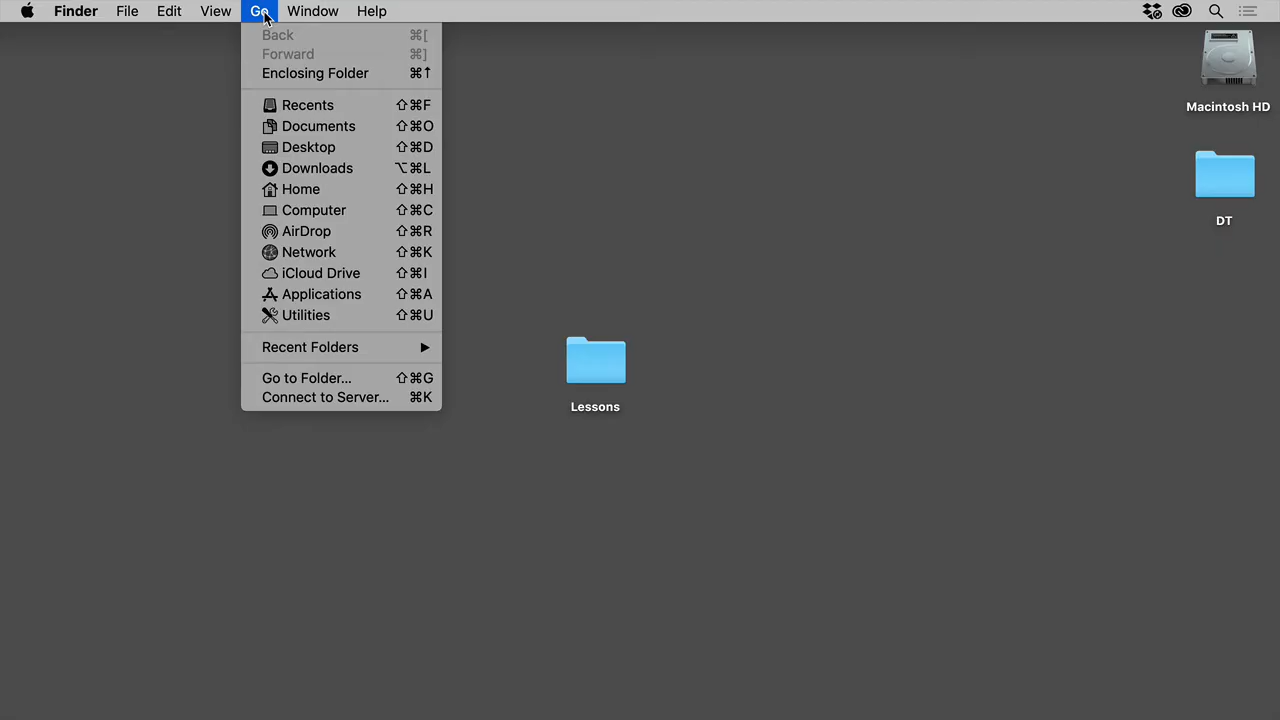 Finder File Edit View Go Window Help
Back ⌘[
Forward ⌘]
Enclosing Folder ⌘↑
Recents ⇧⌘F
Documents ⇧⌘O
Desktop ⇧⌘D
Downloads ⌥⌘L
Home ⇧⌘H
Computer ⇧⌘C
AirDrop ⇧⌘R
Network ⇧⌘K
iCloud Drive ⇧⌘I
Applications ⇧⌘A
Utilities ⇧⌘U
Recent Folders ▶
Go to Folder... ⇧⌘G
Connect to Server... ⌘K
Macintosh HD
DT
Lessons